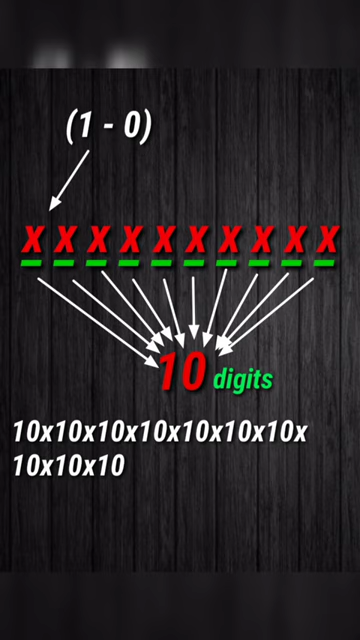 (1 - 0)
x x x x x x x x x x
10 digits
10x10x10x10x10x10x10x
10x10x10